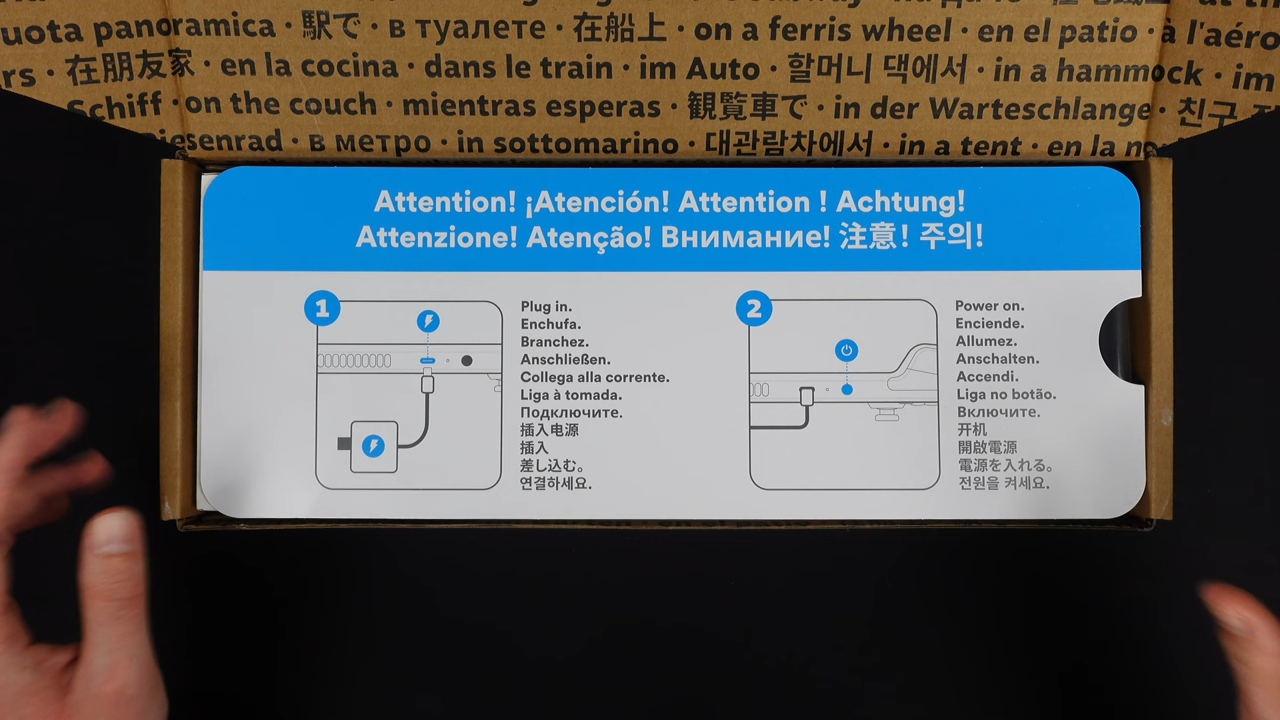 panoramica · 駅で · в туалете · 在船上 · on a ferris wheel · en el patio · à l'aéro
· 在朋友家 · en la cocina · dans le train · im Auto · 할머니 댁에서 · in a hammock · im
Schiff · on the couch · mientras esperas · 観覧車で · in der Warteschlange · 친구
в метро · in sottomarino · 대관람차에서 · in a tent · en la
Attention! ¡Atención! Attention ! Achtung!
Attenzione! Atenção! Внимание! 注意! 주의!
1
Plug in.
Enchufa.
Branchez.
Anschließen.
Collega alla corrente.
Liga à tomada.
Подключите.
插入电源
插入
差し込む。
연결하세요.
2
Power on.
Enciende.
Allumez.
Anschalten.
Accendi.
Liga no botão.
Включите.
开机
開啟電源
電源を入れる。
전원을 켜세요.